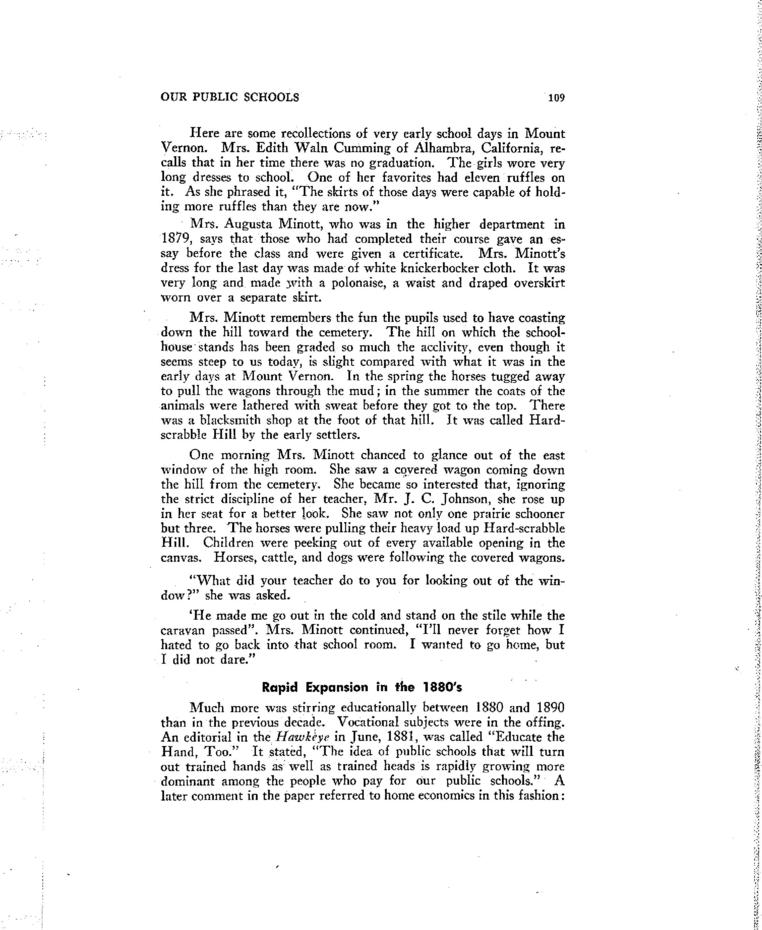 OUR PUBLIC SCHOOLS 109
Here are some recollections of very early school days in Mount
Vernon. Mrs. Edith Waln Cumming of Alhambra, California, re-
calls that in her time there was no graduation. The girls wore very
long dresses to school. One of her favorites had eleven ruffles on
it. As she phrased it, "The skirts of those days were capable of hold-
ing more ruffles than they are now."
Mrs. Augusta Minott, who was in the higher department in
1879, says that those who had completed their course gave an es-
say before the class and were given a certificate. Mrs. Minott's
dress for the last day was made of white knickerbocker cloth. It was
very long and made with a polonaise, a waist and draped overskirt
worn over a separate skirt.
Mrs. Minott remembers the fun the pupils used to have coasting
down the hill toward the cemetery. The hill on which the school-
house stands has been graded so much the acclivity, even though it
seems steep to us today, is slight compared with what it was in the
early days at Mount Vernon. In the spring the horses tugged away
to pull the wagons through the mud; in the summer the coats of the
animals were lathered with sweat before they got to the top. There
was a blacksmith shop at the foot of that hill. It was called Hard-
scrabble Hill by the early settlers.
One morning Mrs. Minott chanced to glance out of the east
window of the high room. She saw a covered wagon coming down
the hill from the cemetery. She became so interested that, ignoring
the strict discipline of her teacher, Mr. J. C. Johnson, she rose up
in her seat for a better look. She saw not only one prairie schooner
but three. The horses were pulling their heavy load up Hard-scrabble
Hill. Children were peeking out of every available opening in the
canvas. Horses, cattle, and dogs were following the covered wagons.
"What did your teacher do to you for looking out of the win-
dow?" she was asked.
'He made me go out in the cold and stand on the stile while the
caravan passed". Mrs. Minott continued, "I'll never forget how I
hated to go back into that school room. I wanted to go home, but
I did not dare."
Rapid Expansion in the 1880's
Much more was stirring educationally between 1880 and 1890
than in the previous decade. Vocational subjects were in the offing.
An editorial in the Hawkeye in June, 1881, was called "Educate the
Hand, Too." It stated, "The idea of public schools that will turn
out trained hands as well as trained heads is rapidly growing more
dominant among the people who pay for our public schools." A
later comment in the paper referred to home economics in this fashion: